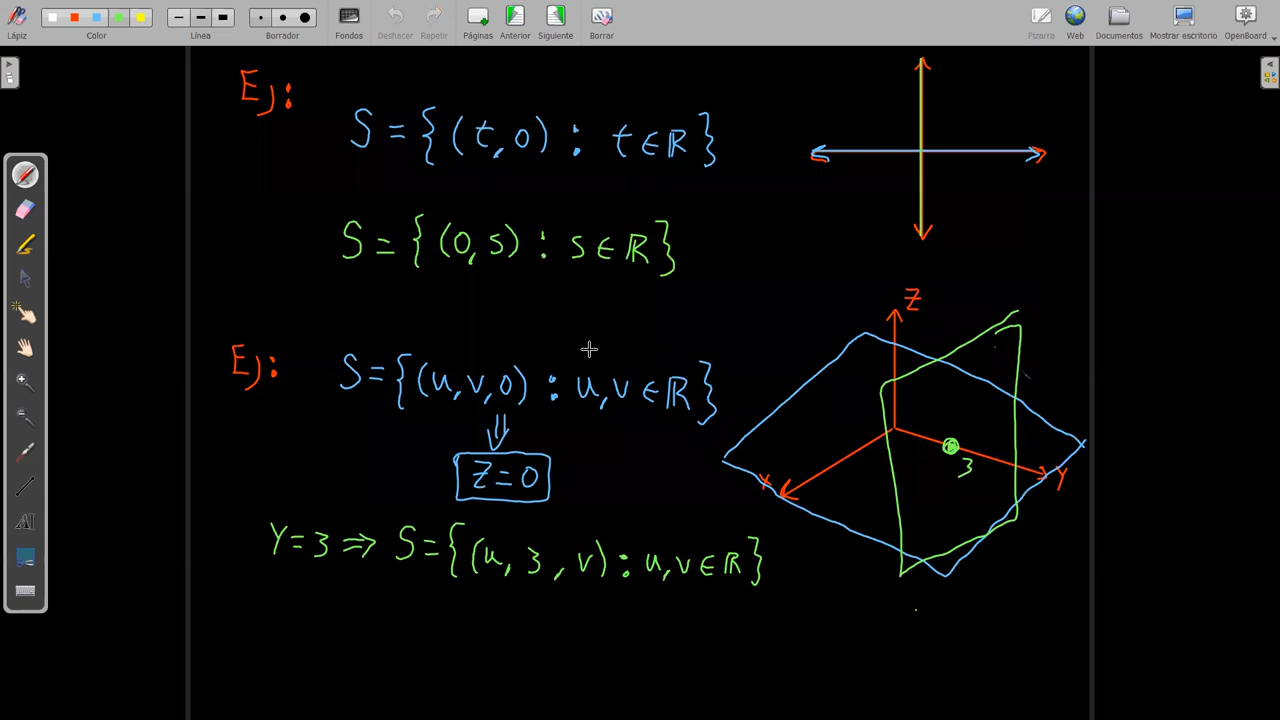 Lápiz Color Línea Borrador Fondos Deshacer Repetir Páginas Anterior Siguiente Borrar Pizarra Web Documentos Mostrar escritorio OpenBoard
Ej:
S = {(t, 0) : t ∈ ℝ}
S = {(0, s) : s ∈ ℝ}
Z
Ej:
S = {(u, v, 0) : u, v ∈ ℝ}
⇓
Z = 0
3
X
Y
Y = 3 ⇒ S = {(u, 3, v) : u, v ∈ ℝ}